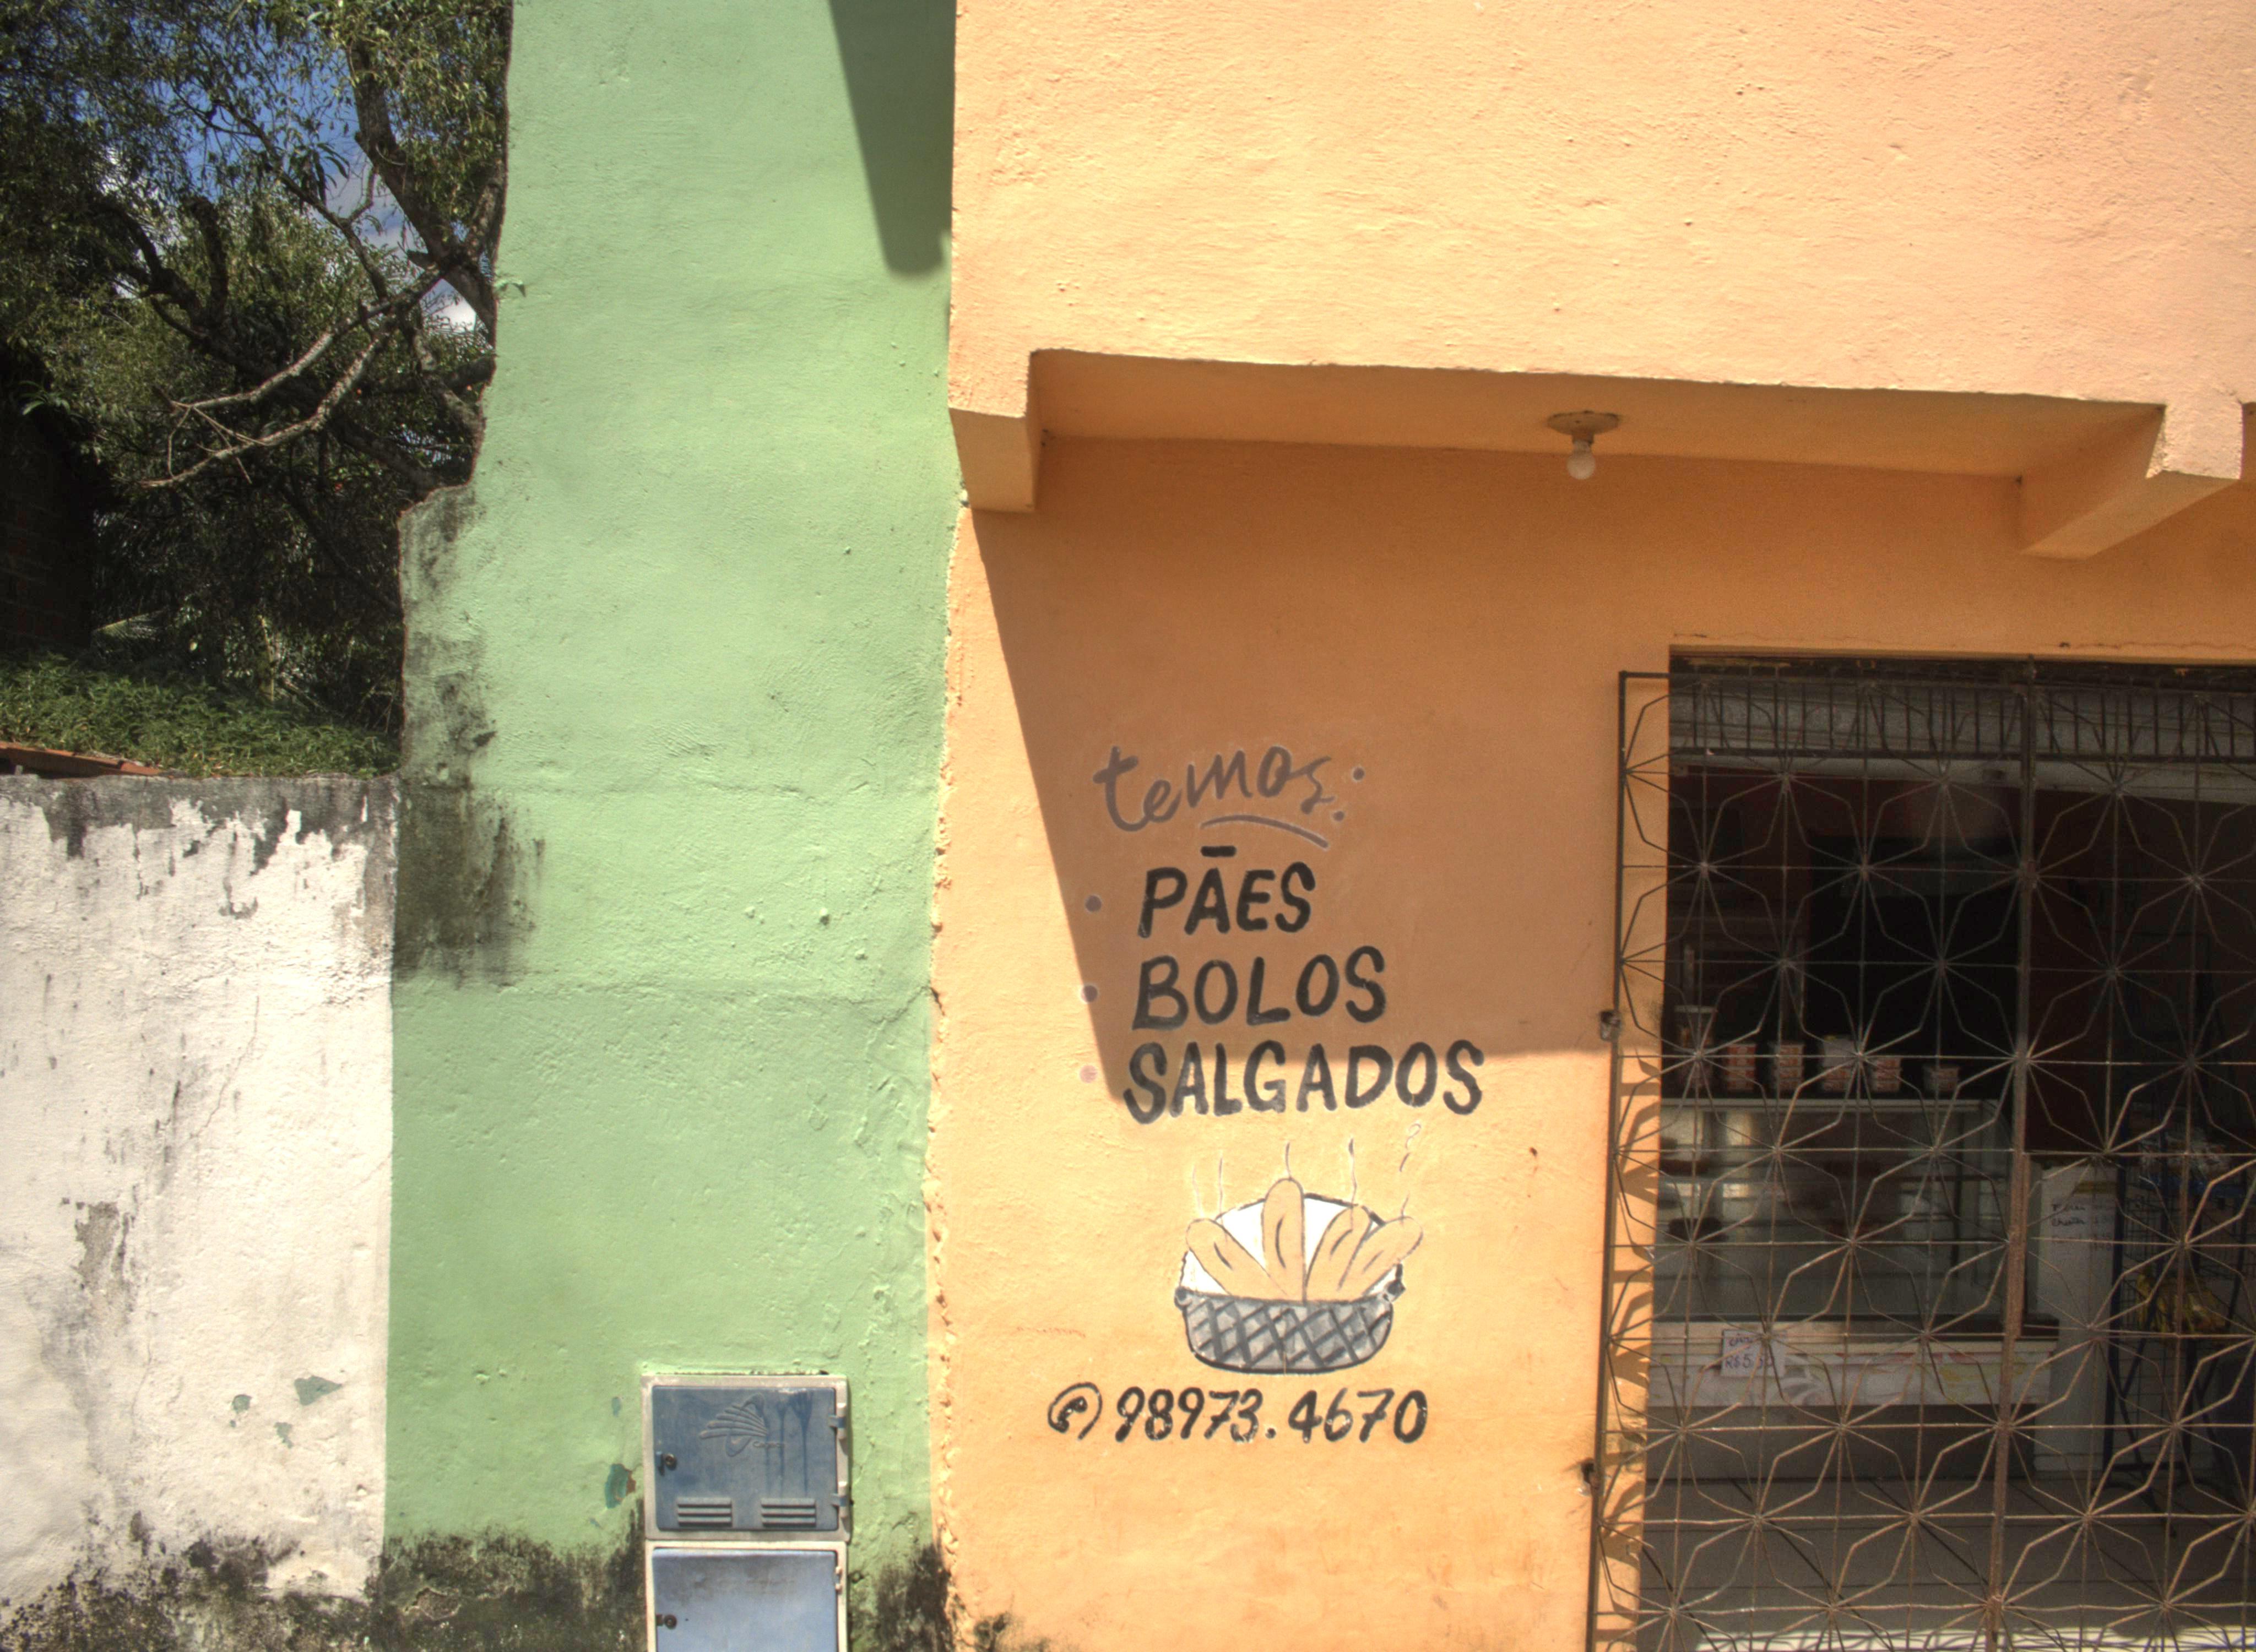 temos:
PÃES
BOLOS
SALGADOS
98973.4670